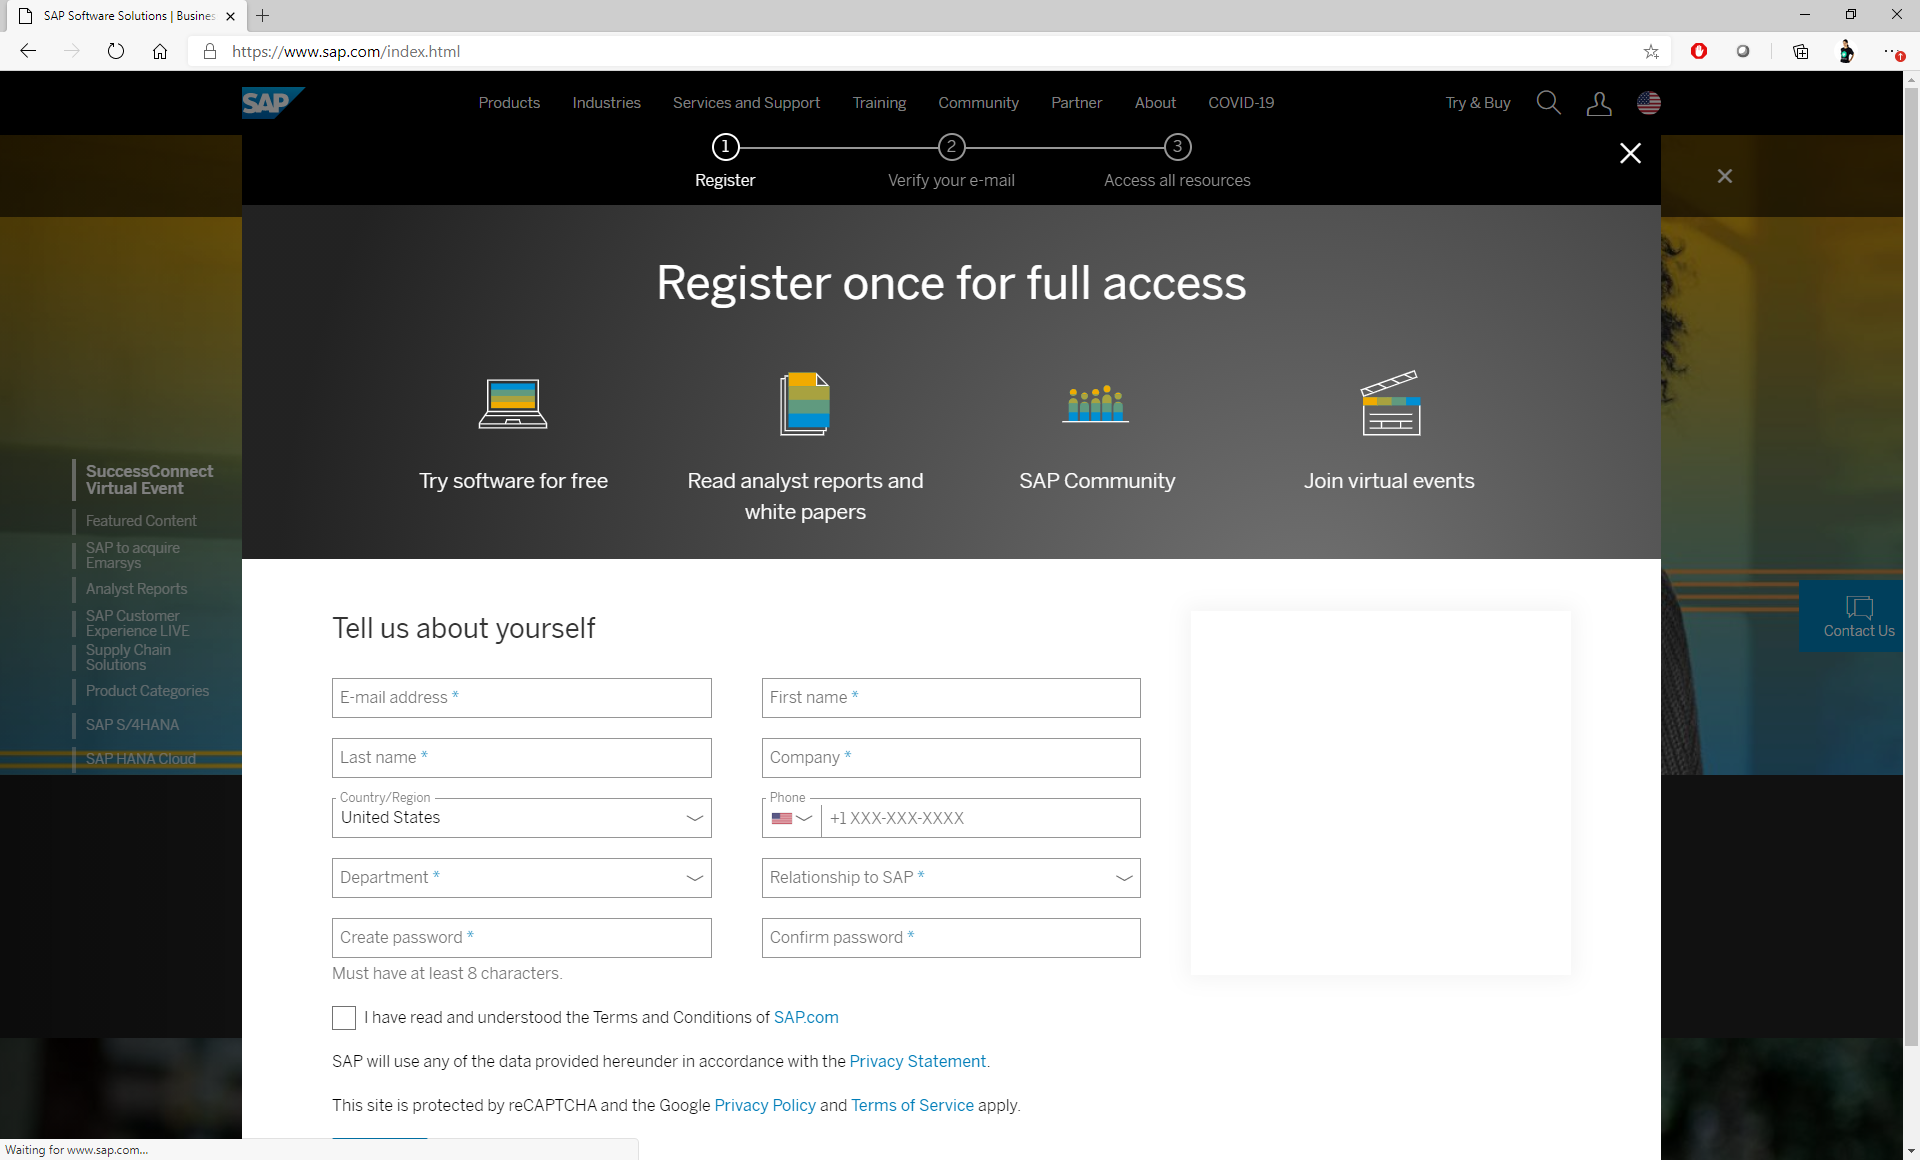 SAP Software Solutions | Busines
https://www.sap.com/index.html
SAP
Products
Industries
Services and Support
Training
Community
Partner
About
COVID-19
Try & Buy
1
2
3
Register
Verify your e-mail
Access all resources
Register once for full access
Try software for free
Read analyst reports and
white papers
SAP Community
Join virtual events
SuccessConnect
Virtual Event
Featured Content
SAP to acquire
Emarsys
Analyst Reports
SAP Customer
Experience LIVE
Supply Chain
Solutions
Product Categories
SAP S/4HANA
SAP HANA Cloud
Contact Us
Tell us about yourself
E-mail address *
First name *
Last name *
Company *
Country/Region
United States
Phone
+1 XXX-XXX-XXXX
Department *
Relationship to SAP *
Create password *
Confirm password *
Must have at least 8 characters.
I have read and understood the Terms and Conditions of SAP.com
SAP will use any of the data provided hereunder in accordance with the Privacy Statement.
This site is protected by reCAPTCHA and the Google Privacy Policy and Terms of Service apply.
Waiting for www.sap.com...